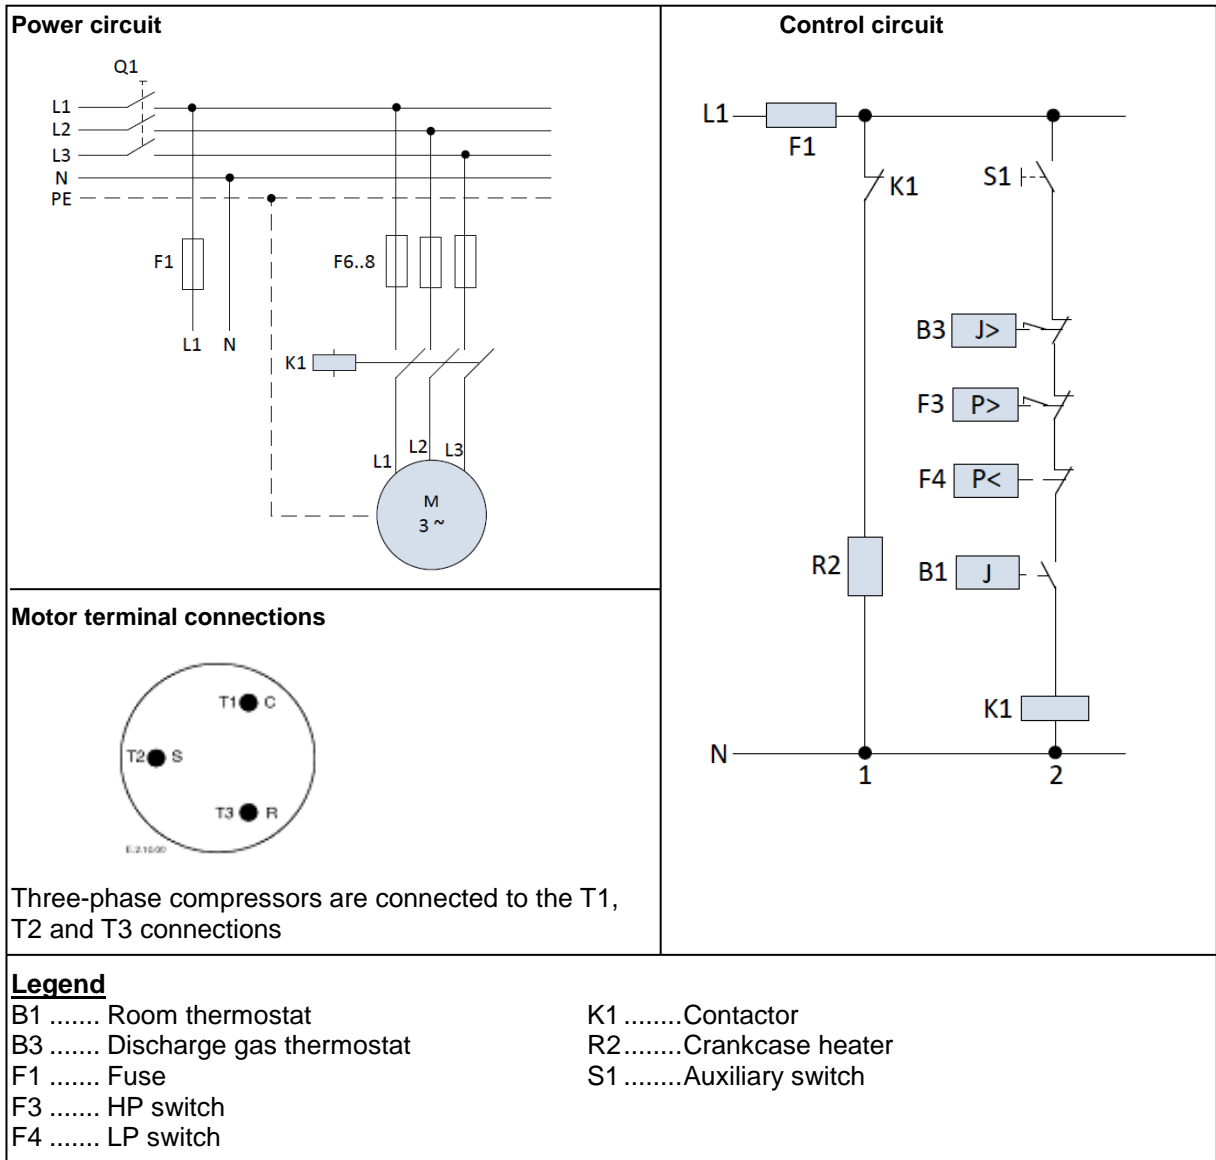 Power circuit
Q1
L1
L2
L3
N
PE
F1
F6..8
L1 N
K1
L1 L2 L3
M
3 ~
Motor terminal connections
T1 C
T2 S
T3 R
E.2.10.00
Three-phase compressors are connected to the T1,
T2 and T3 connections
Control circuit
L1
F1
K1
S1
B3 J>
F3 P>
F4 P<
R2
B1 J
K1
N
1 2
Legend
B1 ....... Room thermostat
B3 ....... Discharge gas thermostat
F1 ....... Fuse
F3 ....... HP switch
F4 ....... LP switch
K1 ........Contactor
R2........Crankcase heater
S1 ........Auxiliary switch